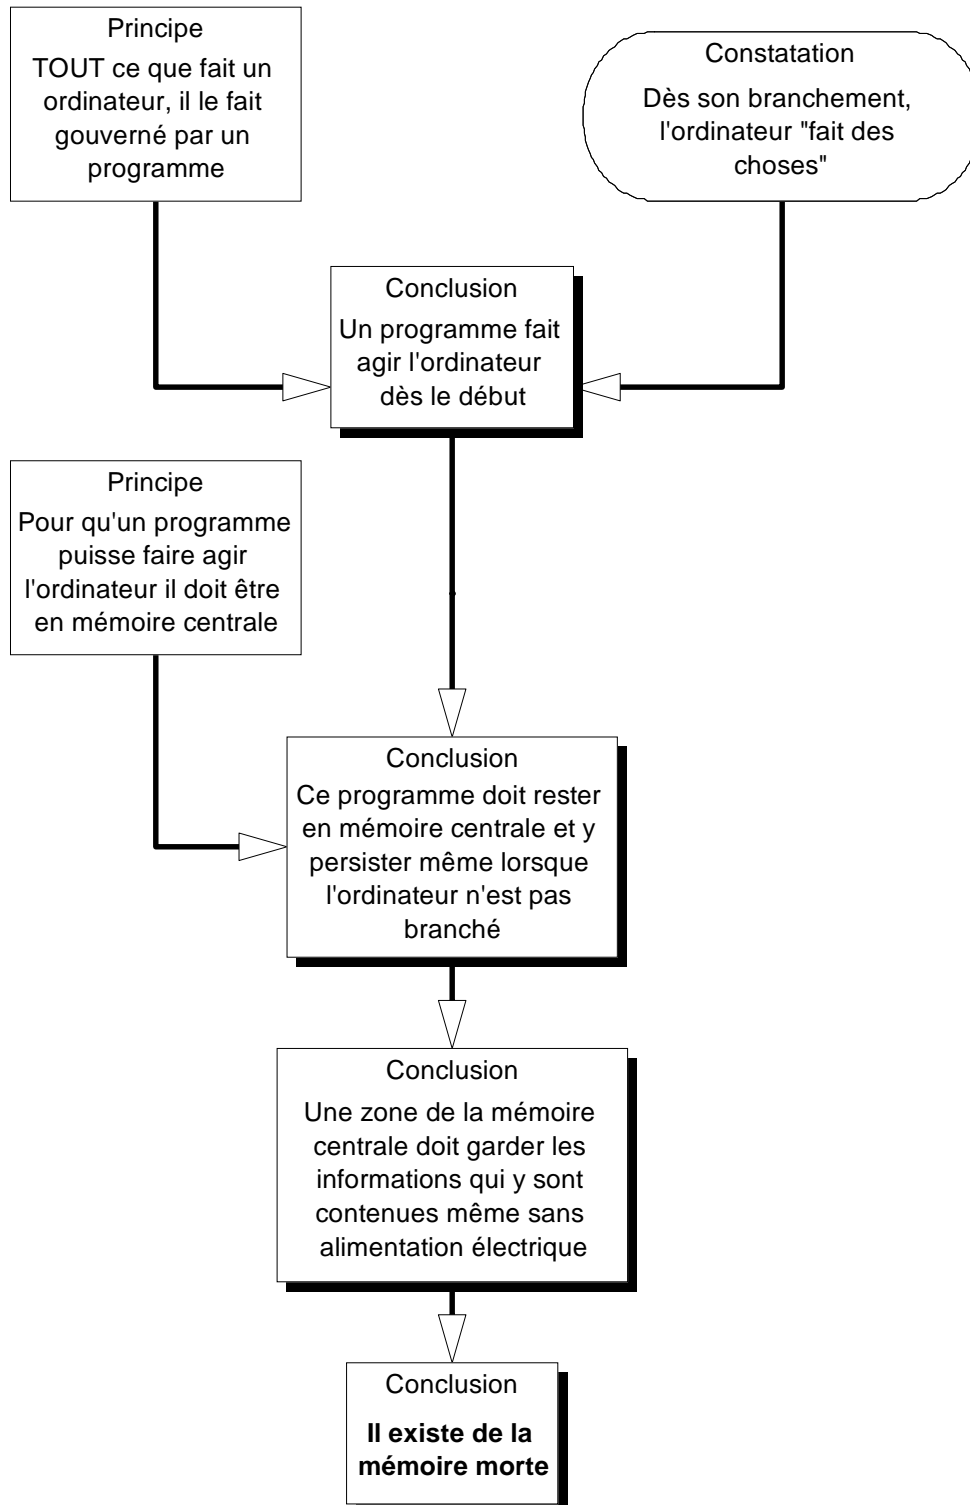 Principe
TOUT ce que fait un
ordinateur, il le fait
gouverné par un
programme
Constatation
Dès son branchement,
l'ordinateur "fait des
choses"
Conclusion
Un programme fait
agir l'ordinateur
dès le début
Principe
Pour qu'un programme
puisse faire agir
l'ordinateur il doit être
en mémoire centrale
Conclusion
Ce programme doit rester
en mémoire centrale et y
persister même lorsque
l'ordinateur n'est pas
branché
Conclusion
Une zone de la mémoire
centrale doit garder les
informations qui y sont
contenues même sans
alimentation électrique
Conclusion
Il existe de la
mémoire morte